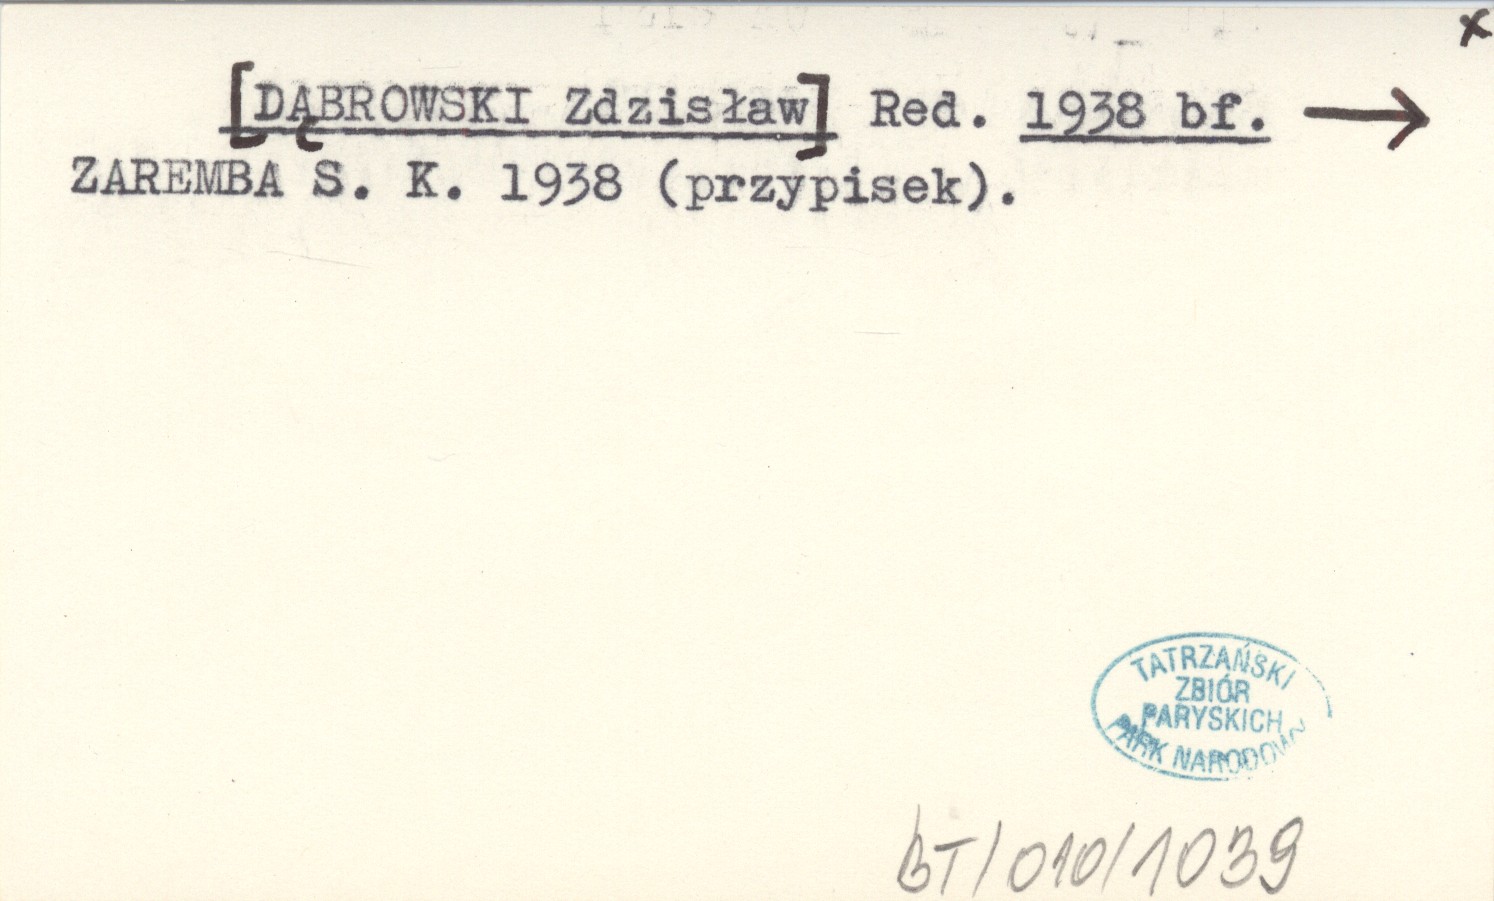 x
[DĄBROWSKI Zdzisław] Red. 1938 bf. →
ZAREMBA S. K. 1938 (przypisek).
TATRZAŃSKI
ZBIÓR
PARYSKICH
PARK NARODOWY
BT/010/1039